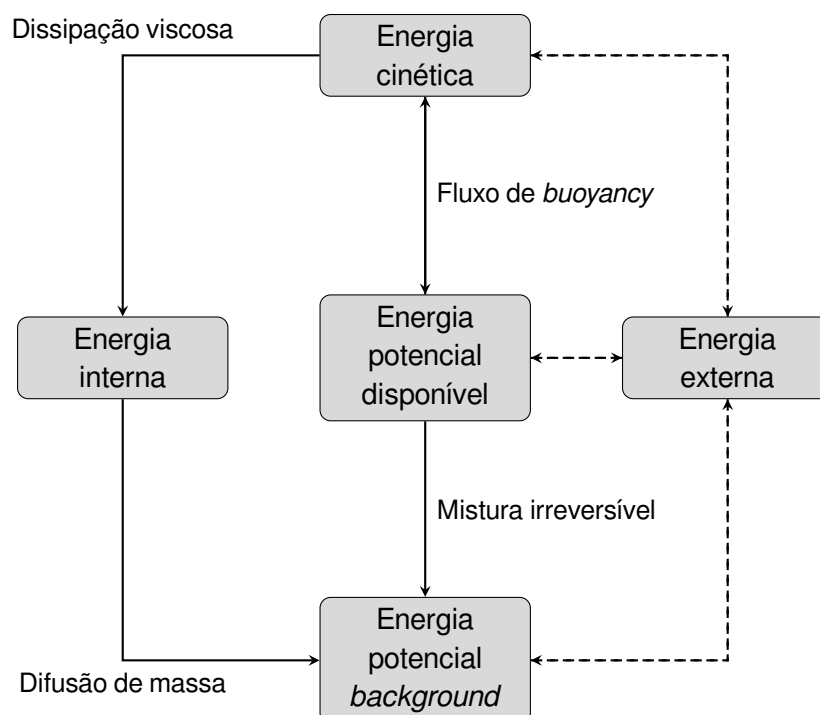 Dissipação viscosa
Energia
cinética
Fluxo de buoyancy
Energia
interna
Energia
potencial
disponível
Energia
externa
Mistura irreversível
Energia
potencial
background
Difusão de massa